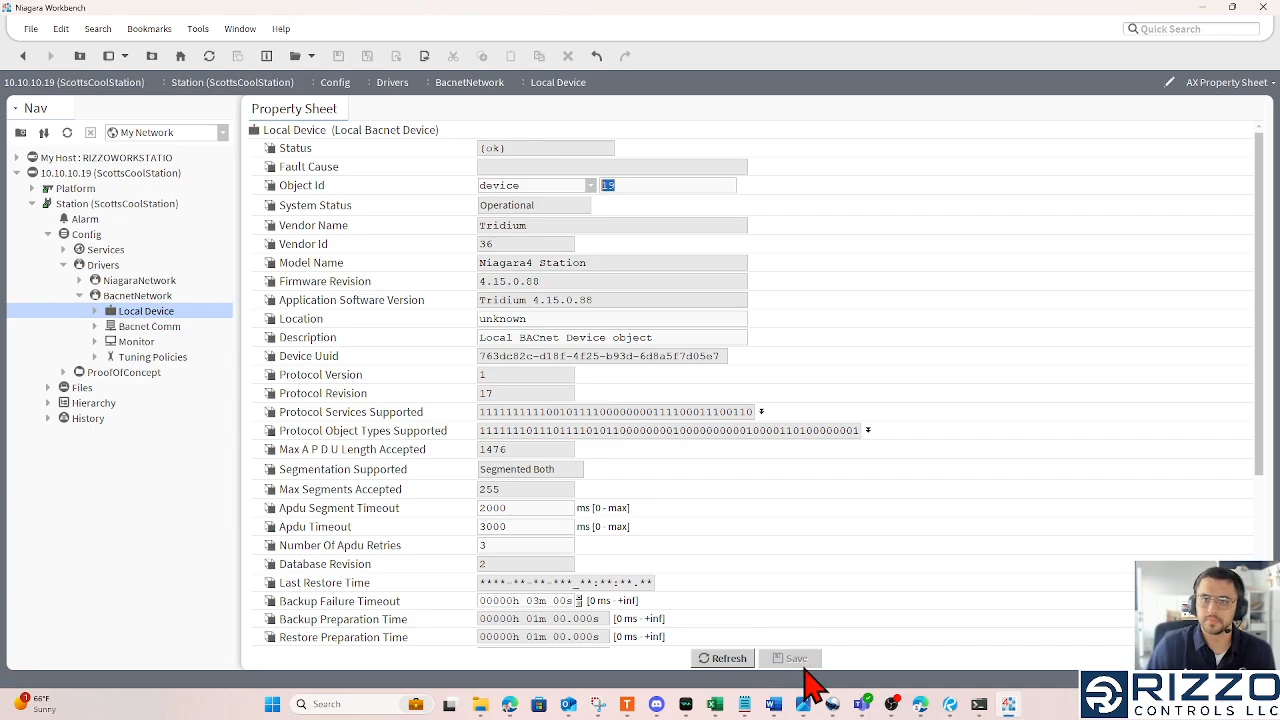 Niagara Workbench
File Edit Search Bookmarks Tools Window Help
Quick Search
10.10.10.19 (ScottsCoolStation) Station (ScottsCoolStation) Config Drivers BacnetNetwork Local Device AX Property Sheet
Nav
My Network
My Host : RIZZOWORKSTATIO
10.10.10.19 (ScottsCoolStation)
Platform
Station (ScottsCoolStation)
Alarm
Config
Services
Drivers
NiagaraNetwork
BacnetNetwork
Local Device
Bacnet Comm
Monitor
Tuning Policies
ProofOfConcept
Files
Hierarchy
History
Property Sheet
Local Device (Local Bacnet Device)
Status {ok}
Fault Cause
Object Id device 19
System Status Operational
Vendor Name Tridium
Vendor Id 36
Model Name Niagara4 Station
Firmware Revision 4.15.0.88
Application Software Version Tridium 4.15.0.88
Location unknown
Description Local BACnet Device object
Device Uuid 763dc82c-d18f-4f25-b93d-6d8a5f7d05e7
Protocol Version 1
Protocol Revision 17
Protocol Services Supported
Protocol Object Types Supported
Max A P D U Length Accepted 1476
Segmentation Supported Segmented Both
Max Segments Accepted 255
Apdu Segment Timeout 2000 ms [0 - max]
Apdu Timeout 3000 ms [0 - max]
Number Of Apdu Retries 3
Database Revision 2
Last Restore Time ****-**-**-***_**:**:**.**
Backup Failure Timeout 00000h 03m 00s [0 ms - +inf]
Backup Preparation Time 00000h 01m 00.000s [0 ms - +inf]
Restore Preparation Time 00000h 01m 00.000s [0 ms - +inf]
Refresh Save
66°F
Sunny
Search
RIZZO
CONTROLS LLC